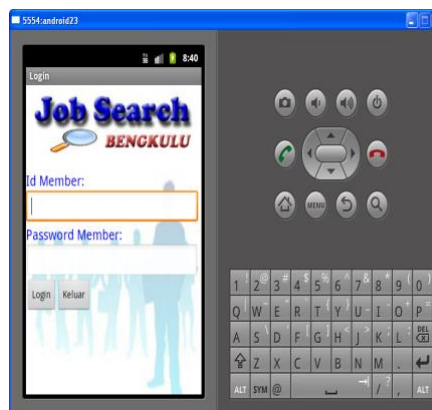 5554:android23
8:40
Login
Job Search
BENGKULU
Id Member:
Password Member:
Login Keluar
MENU
1 ! 2 @ 3 # 4 $ 5 % 6 ^ 7 & 8 * 9 ( 0 )
Q W E R T Y U I O P
A S D F G H J K L DEL
Z X C V B N M .
ALT SYM @ / ? , ALT